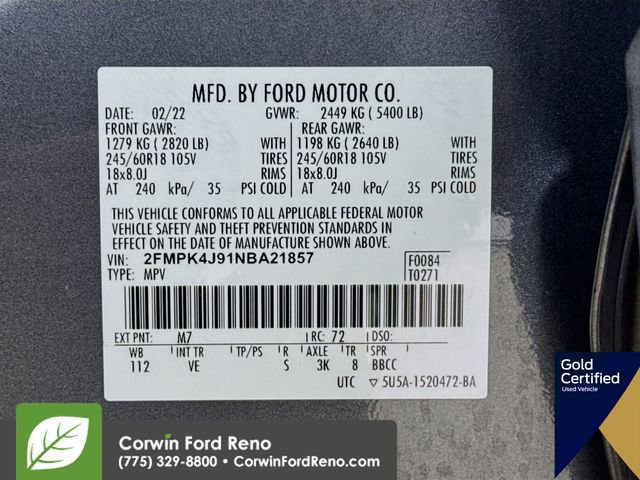 MFD. BY FORD MOTOR CO.
DATE: 02/22 GVWR: 2449 KG ( 5400 LB)
FRONT GAWR: REAR GAWR:
1279 KG ( 2820 LB) 1198 KG ( 2640 LB)
245/60R18 105V TIRES 245/60R18 105V TIRES
18x8.0J RIMS 18x8.0J RIMS
AT 240 kPa/ 35 PSI COLD AT 240 kPa/ 35 PSI COLD
THIS VEHICLE CONFORMS TO ALL APPLICABLE FEDERAL MOTOR
VEHICLE SAFETY AND THEFT PREVENTION STANDARDS IN
EFFECT ON THE DATE OF MANUFACTURE SHOWN ABOVE.
VIN: 2FMPK4J91NBA21857 F0084
TYPE: MPV T0271
EXT PNT: M7 RC: 72 DSO:
WB INT TR TP/PS R AXLE TR SPR
112 VE S 3K 8 BBCC
UTC ▽ 5U5A-1520472-BA
Gold
Certified
Used Vehicle
Corwin Ford Reno
(775) 329-8800 • CorwinFordReno.com